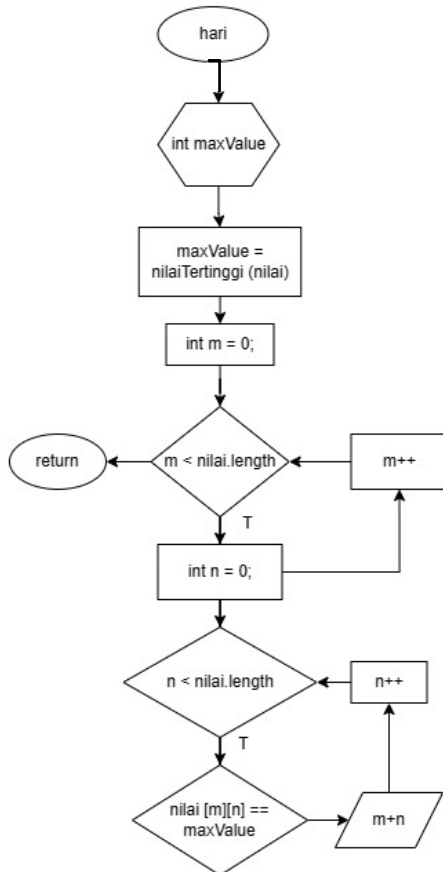 hari
int maxValue
maxValue =
nilaiTertinggi (nilai)
int m = 0;
m < nilai.length
return
m++
T
int n = 0;
n < nilai.length
n++
T
nilai [m][n] ==
maxValue
m+n